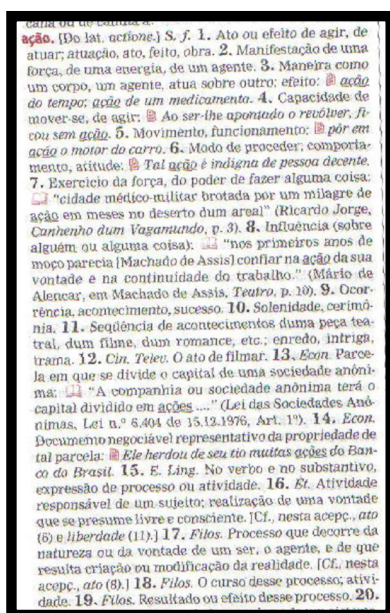 ação. [Do lat. actione.] S. f. 1. Ato ou efeito de agir, de
atuar; atuação, ato, feito, obra. 2. Manifestação de uma
força, de uma energia, de um agente. 3. Maneira como
um corpo, um agente, atua sobre outro; efeito: ação
do tempo; ação de um medicamento. 4. Capacidade de
mover-se, de agir: Ao ser-lhe apontado o revólver, fi-
cou sem ação. 5. Movimento, funcionamento: pôr em
ação o motor do carro. 6. Modo de proceder; comporta-
mento, atitude: Tal ação é indigna de pessoa decente.
7. Exercício da força, do poder de fazer alguma coisa:
"cidade médico-militar brotada por um milagre de
ação em meses no deserto dum areal" (Ricardo Jorge,
Canhenho dum Vagamundo, p. 3). 8. Influência (sobre
alguém ou alguma coisa): "nos primeiros anos de
moço parecia [Machado de Assis] confiar na ação da sua
vontade e na continuidade do trabalho." (Mário de
Alencar, em Machado de Assis, Teatro, p. 10). 9. Ocor-
rência, acontecimento, sucesso. 10. Solenidade, cerimô-
nia. 11. Seqüência de acontecimentos duma peça tea-
tral, dum filme, dum romance, etc.; enredo, intriga,
trama. 12. Cin. Telev. O ato de filmar. 13. Econ. Parce-
la em que se divide o capital de uma sociedade anôni-
ma: "A companhia ou sociedade anônima terá o
capital dividido em ações ...." (Lei das Sociedades Anô-
nimas, Lei n.º 6.404 de 15.12.1976, Art. 1º). 14. Econ.
Documento negociável representativo da propriedade de
tal parcela: Ele herdou de seu tio muitas ações do Ban-
co do Brasil. 15. E. Ling. No verbo e no substantivo,
expressão de processo ou atividade. 16. Ét. Atividade
responsável de um sujeito; realização de uma vontade
que se presume livre e consciente. [Cf., nesta acepç., ato
(6) e liberdade (11).] 17. Filos. Processo que decorre da
natureza ou da vontade de um ser, o agente, e de que
resulta criação ou modificação da realidade. [Cf., nesta
acepç., ato (8).] 18. Filos. O curso desse processo; ativi-
dade. 19. Filos. Resultado ou efeito desse processo. 20.